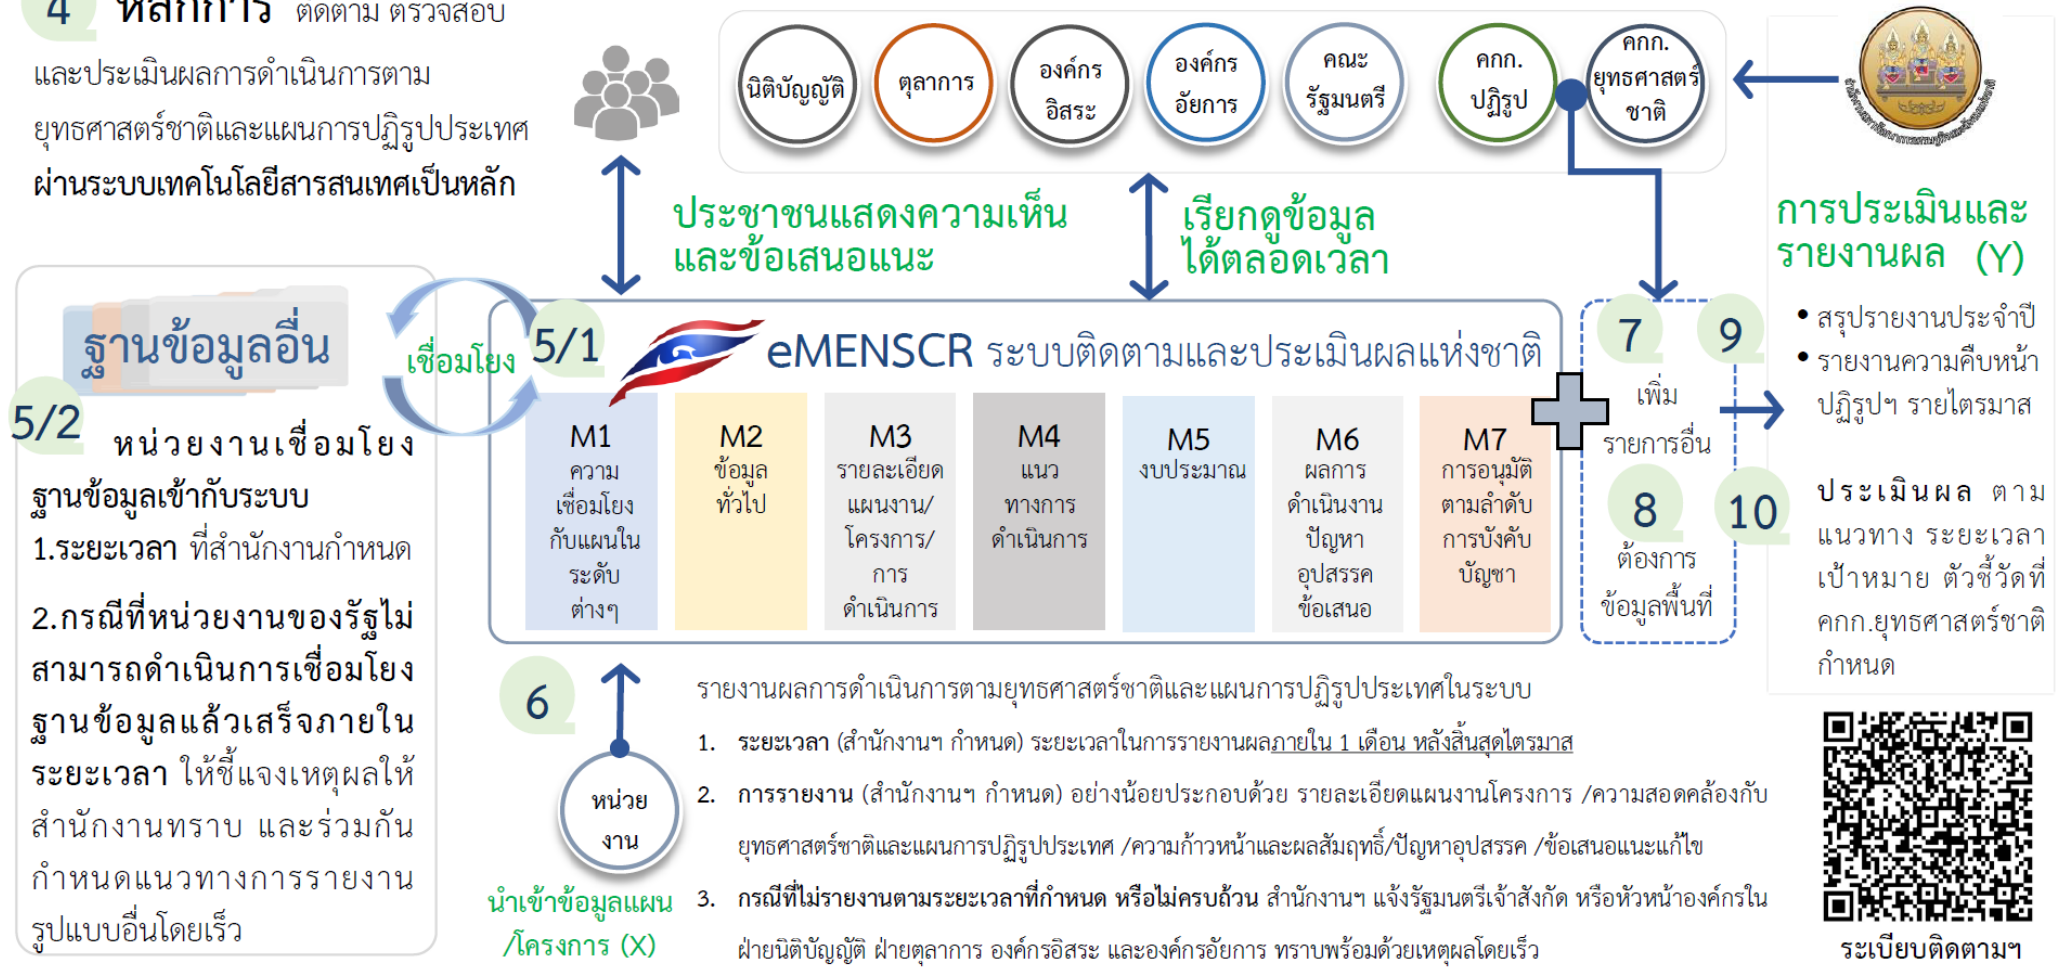 4 หลักการ ติดตาม ตรวจสอบ
และประเมินผลการดำเนินการตาม
ยุทธศาสตร์ชาติและแผนการปฏิรูปประเทศ
ผ่านระบบเทคโนโลยีสารสนเทศเป็นหลัก
นิติบัญญัติ
ตุลาการ
องค์กร
อิสระ
องค์กร
อัยการ
คณะ
รัฐมนตรี
คกก.
ปฏิรูป
คกก.
ยุทธศาสตร์
ชาติ
ประชาชนแสดงความเห็น
และข้อเสนอแนะ
เรียกดูข้อมูล
ได้ตลอดเวลา
การประเมินและ
รายงานผล (Y)
• สรุปรายงานประจำปี
• รายงานความคืบหน้า
ปฏิรูปฯ รายไตรมาส
ประเมินผล ตาม
แนวทาง ระยะเวลา
เป้าหมาย ตัวชี้วัดที่
คกก.ยุทธศาสตร์ชาติ
กำหนด
ฐานข้อมูลอื่น
เชื่อมโยง
5/2
หน่วยงานเชื่อมโยง
ฐานข้อมูลเข้ากับระบบ
1.ระยะเวลา ที่สำนักงานกำหนด
2.กรณีที่หน่วยงานของรัฐไม่
สามารถดำเนินการเชื่อมโยง
ฐานข้อมูลแล้วเสร็จภายใน
ระยะเวลา ให้ชี้แจงเหตุผลให้
สำนักงานทราบ และร่วมกัน
กำหนดแนวทางการรายงาน
รูปแบบอื่นโดยเร็ว
5/1
eMENSCR ระบบติดตามและประเมินผลแห่งชาติ
M1
ความ
เชื่อมโยง
กับแผนใน
ระดับ
ต่างๆ
M2
ข้อมูล
ทั่วไป
M3
รายละเอียด
แผนงาน/
โครงการ/
การ
ดำเนินการ
M4
แนว
ทางการ
ดำเนินการ
M5
งบประมาณ
M6
ผลการ
ดำเนินงาน
ปัญหา
อุปสรรค
ข้อเสนอ
M7
การอนุมัติ
ตามลำดับ
การบังคับ
บัญชา
7
เพิ่ม
รายการอื่น
8
ต้องการ
ข้อมูลพื้นที่
9
10
6
หน่วย
งาน
นำเข้าข้อมูลแผน
/โครงการ (X)
รายงานผลการดำเนินการตามยุทธศาสตร์ชาติและแผนการปฏิรูปประเทศในระบบ
1. ระยะเวลา (สำนักงานฯ กำหนด) ระยะเวลาในการรายงานผลภายใน 1 เดือน หลังสิ้นสุดไตรมาส
2. การรายงาน (สำนักงานฯ กำหนด) อย่างน้อยประกอบด้วย รายละเอียดแผนงานโครงการ /ความสอดคล้องกับ
ยุทธศาสตร์ชาติและแผนการปฏิรูปประเทศ /ความก้าวหน้าและผลสัมฤทธิ์/ปัญหาอุปสรรค /ข้อเสนอแนะแก้ไข
3. กรณีที่ไม่รายงานตามระยะเวลาที่กำหนด หรือไม่ครบถ้วน สำนักงานฯ แจ้งรัฐมนตรีเจ้าสังกัด หรือหัวหน้าองค์กรใน
ฝ่ายนิติบัญญัติ ฝ่ายตุลาการ องค์กรอิสระ และองค์กรอัยการ ทราบพร้อมด้วยเหตุผลโดยเร็ว
ระเบียบติดตามฯ